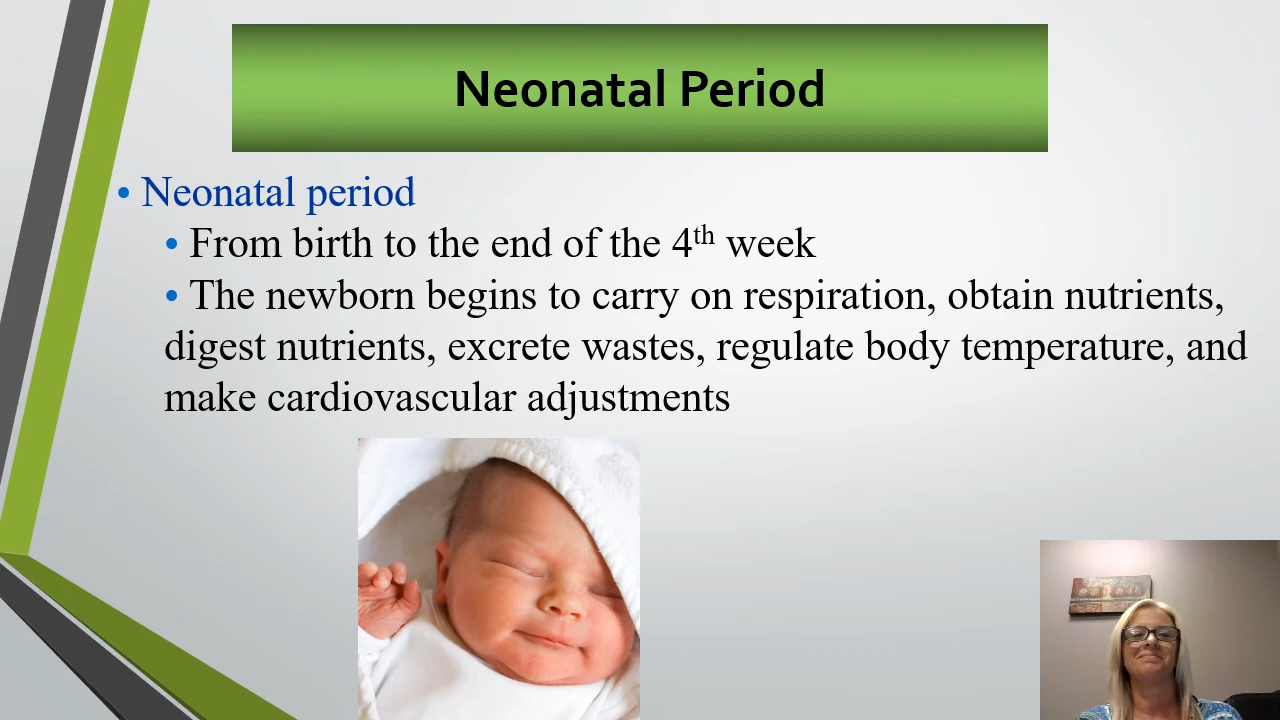 Neonatal Period
• Neonatal period
• From birth to the end of the 4th week
• The newborn begins to carry on respiration, obtain nutrients,
digest nutrients, excrete wastes, regulate body temperature, and
make cardiovascular adjustments